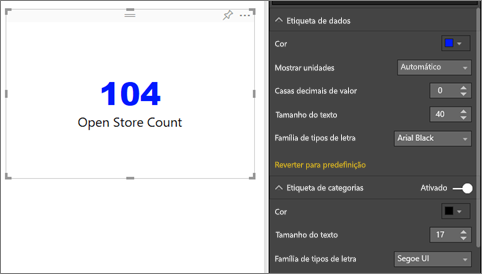 104
Open Store Count
Etiqueta de dados
Cor
Mostrar unidades Automático
Casas decimais de valor 0
Tamanho do texto 40
Família de tipos de letra Arial Black
Reverter para predefinição
Etiqueta de categorias Ativado
Cor
Tamanho do texto 17
Família de tipos de letra Segoe UI